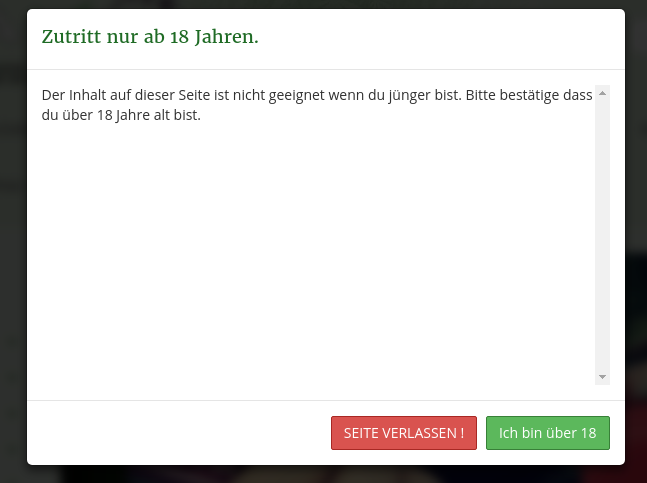 Zutritt nur ab 18 Jahren.
Der Inhalt auf dieser Seite ist nicht geeignet wenn du jünger bist. Bitte bestätige dass
du über 18 Jahre alt bist.
SEITE VERLASSEN !
Ich bin über 18